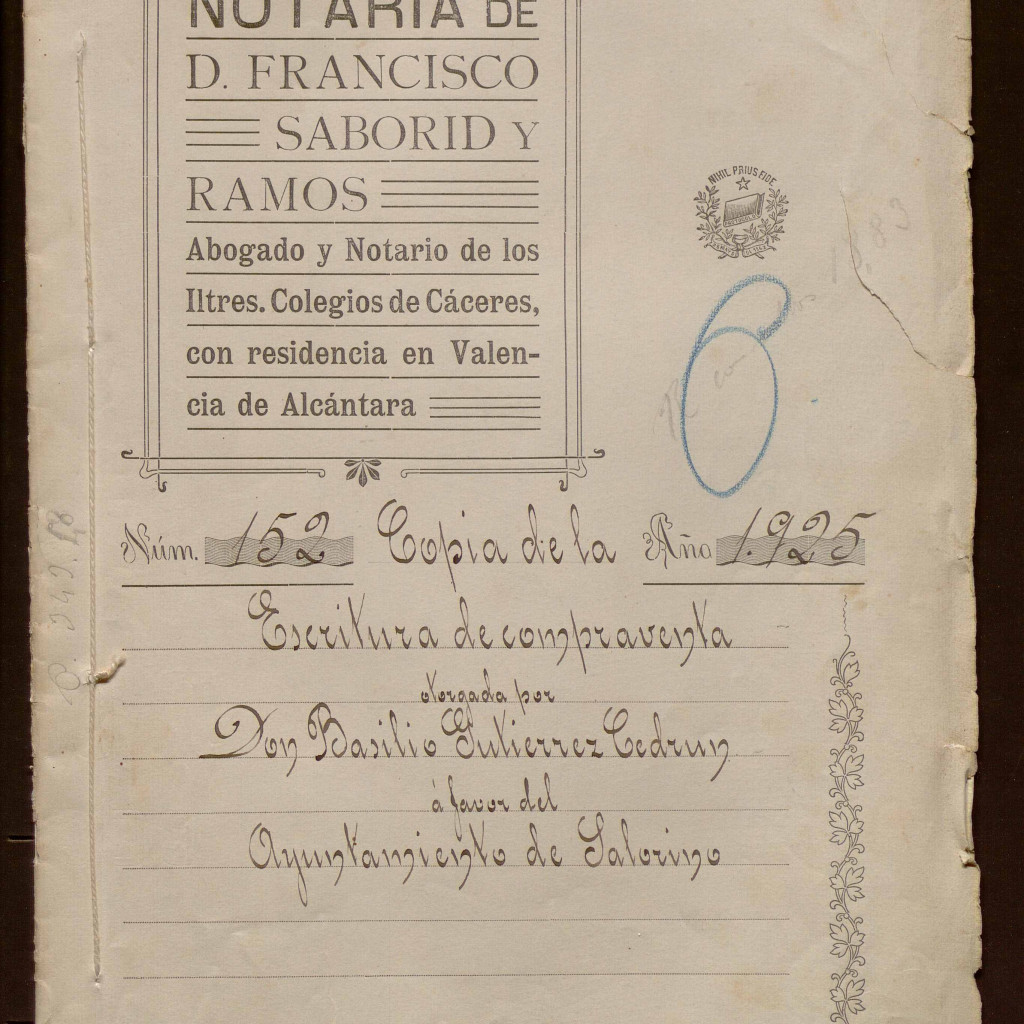 NOTARÍA DE
D. FRANCISCO
SABORID Y
RAMOS
Abogado y Notario de los
Iltres. Colegios de Cáceres,
con residencia en Valen-
cia de Alcántara
NIHIL PRIUS FIDE
1883
6
Núm. 152 Copia de la Año 1.925
Escritura de compraventa
otorgada por
Don Basilio Gutierrez Cedrun
á favor del
Ayuntamiento de Salorino